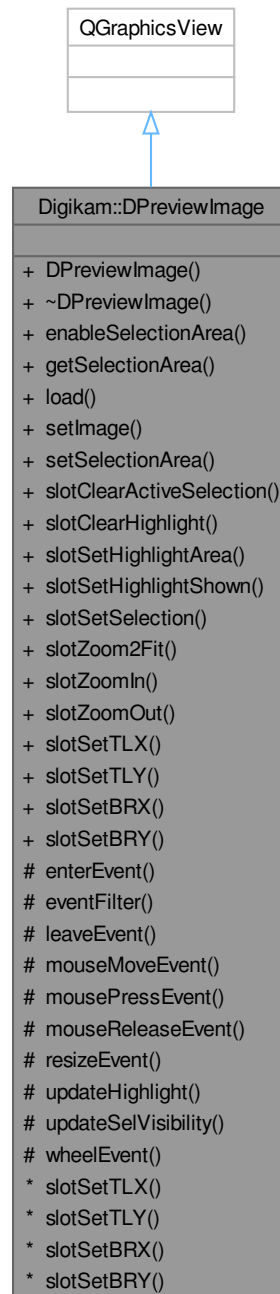 QGraphicsView
Digikam::DPreviewImage
+ DPreviewImage()
+ ~DPreviewImage()
+ enableSelectionArea()
+ getSelectionArea()
+ load()
+ setImage()
+ setSelectionArea()
+ slotClearActiveSelection()
+ slotClearHighlight()
+ slotSetHighlightArea()
+ slotSetHighlightShown()
+ slotSetSelection()
+ slotZoom2Fit()
+ slotZoomIn()
+ slotZoomOut()
+ slotSetTLX()
+ slotSetTLY()
+ slotSetBRX()
+ slotSetBRY()
# enterEvent()
# eventFilter()
# leaveEvent()
# mouseMoveEvent()
# mousePressEvent()
# mouseReleaseEvent()
# resizeEvent()
# updateHighlight()
# updateSelVisibility()
# wheelEvent()
* slotSetTLX()
* slotSetTLY()
* slotSetBRX()
* slotSetBRY()